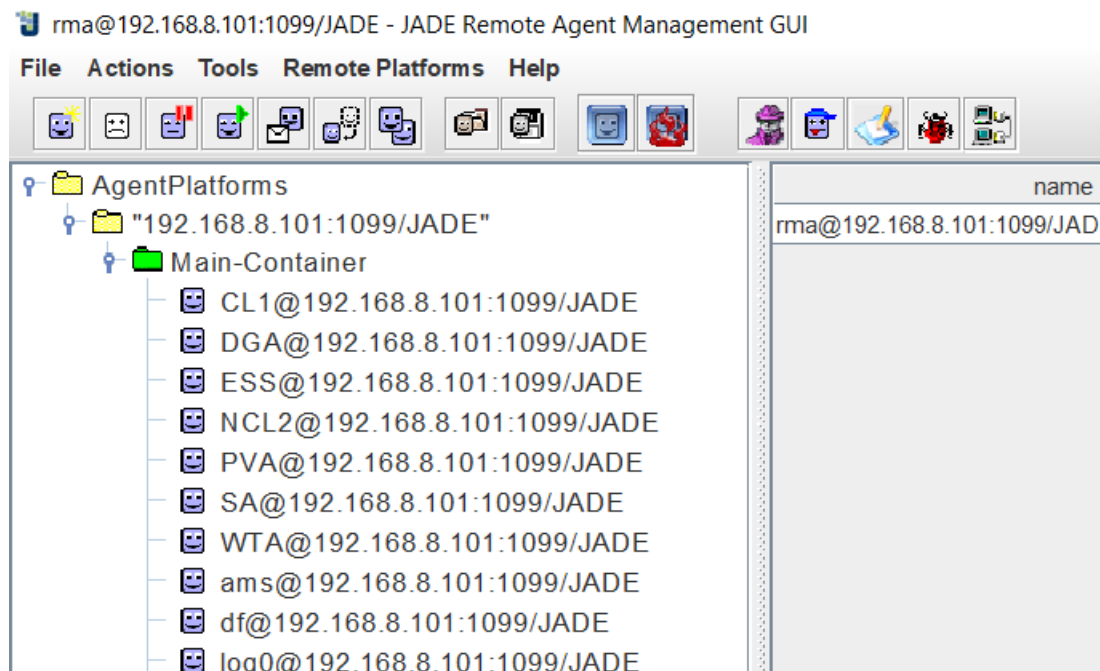 rma@192.168.8.101:1099/JADE - JADE Remote Agent Management GUI
File Actions Tools Remote Platforms Help
AgentPlatforms
"192.168.8.101:1099/JADE"
Main-Container
CL1@192.168.8.101:1099/JADE
DGA@192.168.8.101:1099/JADE
ESS@192.168.8.101:1099/JADE
NCL2@192.168.8.101:1099/JADE
PVA@192.168.8.101:1099/JADE
SA@192.168.8.101:1099/JADE
WTA@192.168.8.101:1099/JADE
ams@192.168.8.101:1099/JADE
df@192.168.8.101:1099/JADE
log0@192.168.8.101:1099/JADE
name
rma@192.168.8.101:1099/JAD